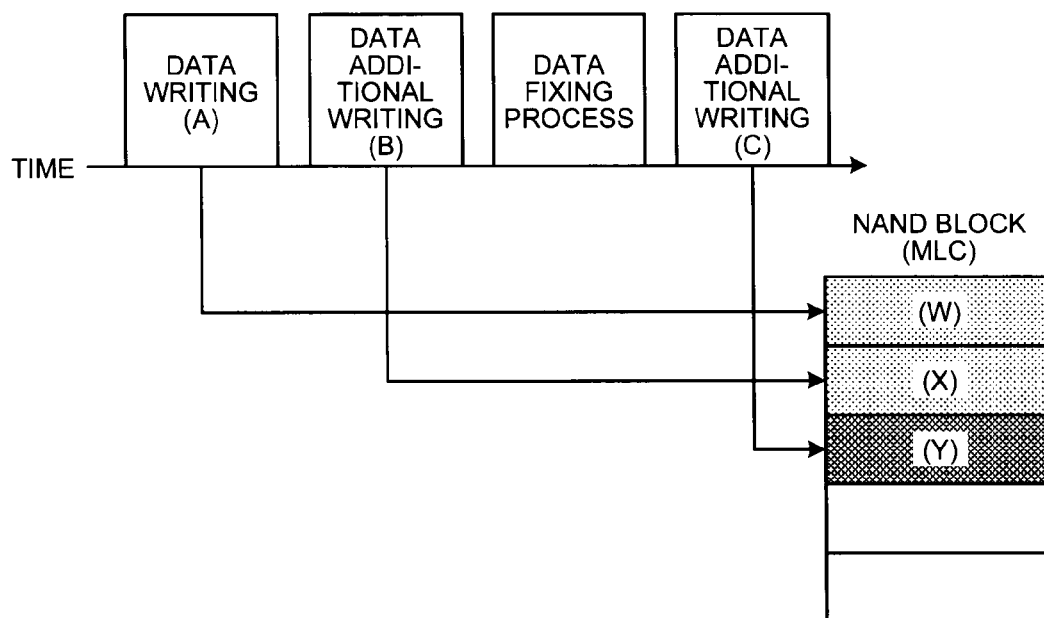 DATA
WRITING
(A)
DATA
ADDI-
TIONAL
WRITING
(B)
DATA
FIXING
PROCESS
DATA
ADDI-
TIONAL
WRITING
(C)
TIME
NAND BLOCK
(MLC)
(W)
(X)
(Y)